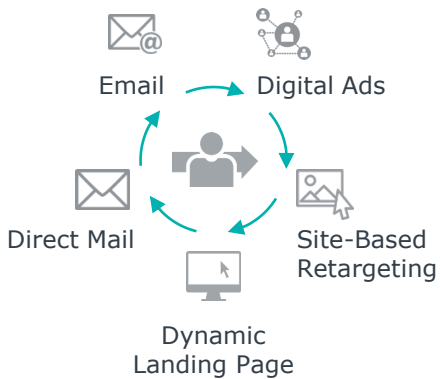 Email
Digital Ads
Direct Mail
Site-Based
Retargeting
Dynamic
Landing Page